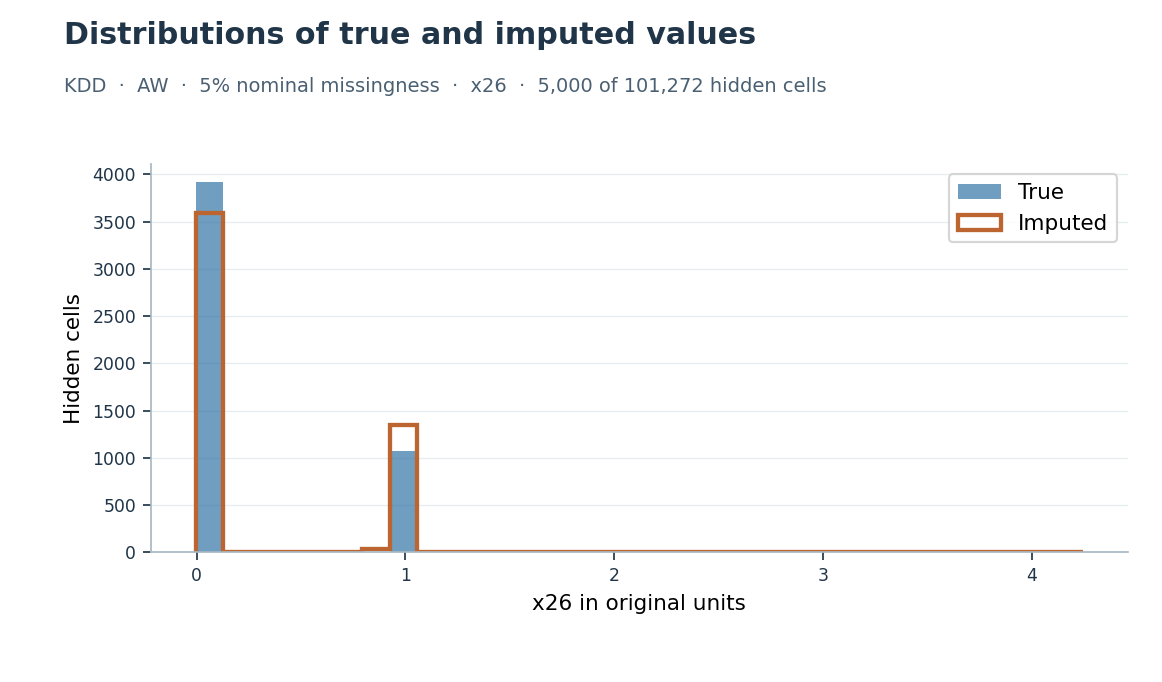 Distributions of true and imputed values
KDD · AW · 5% nominal missingness · x26 · 5,000 of 101,272 hidden cells
4000
3500
3000
2500
2000
1500
1000
500
0
Hidden cells
True
Imputed
0 1 2 3 4
x26 in original units